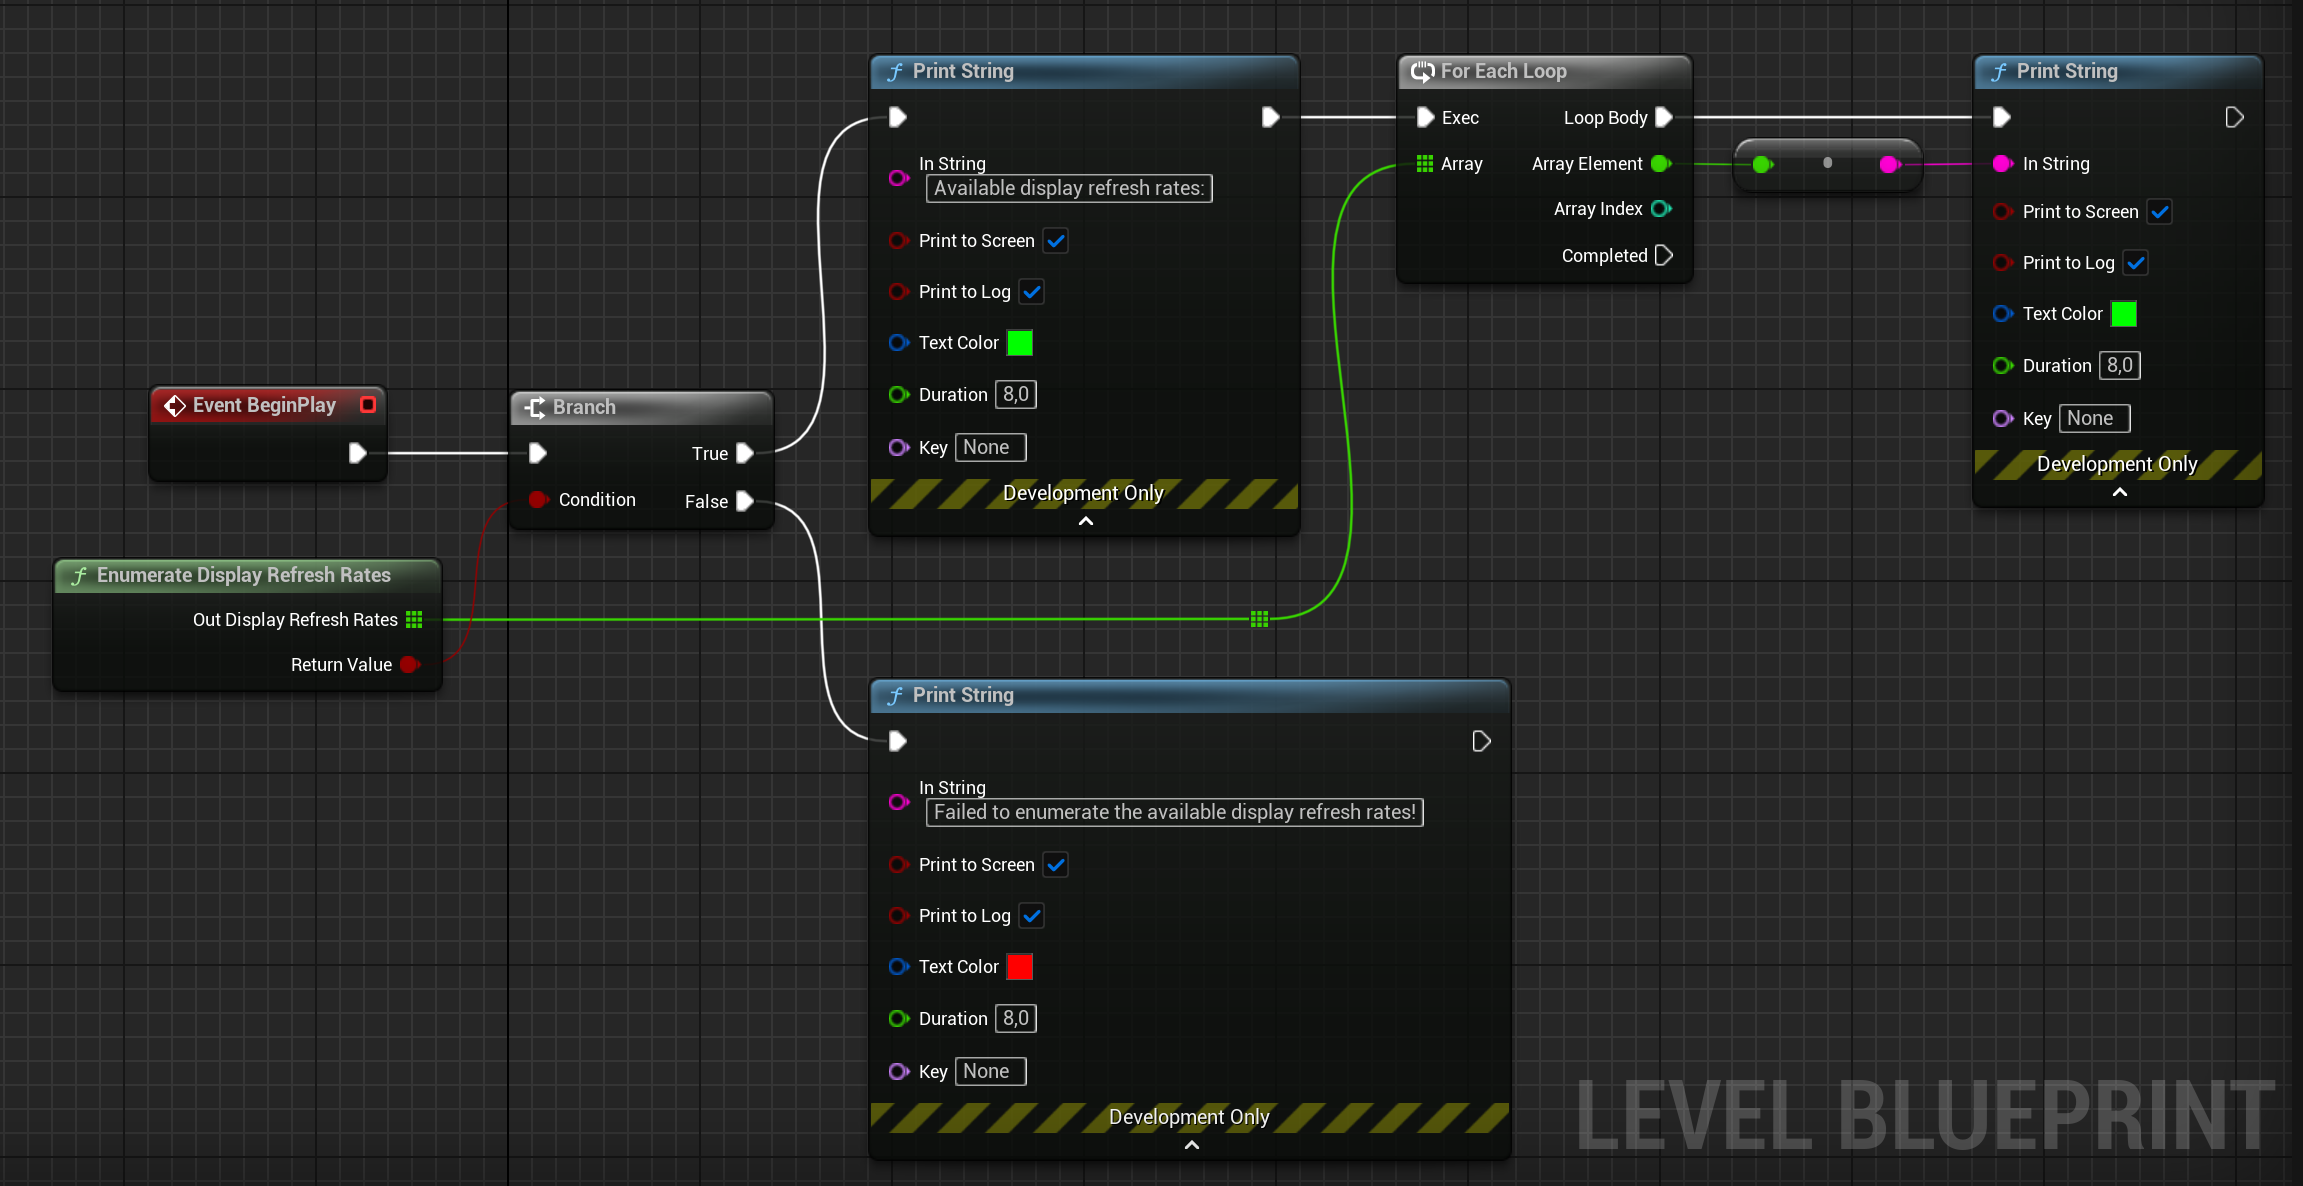 Event BeginPlay
Enumerate Display Refresh Rates
Out Display Refresh Rates
Return Value
Branch
True
Condition
False
Print String
In String
Available display refresh rates:
Print to Screen
Print to Log
Text Color
Duration 8,0
Key None
Development Only
For Each Loop
Exec Loop Body
Array Array Element
Array Index
Completed
Print String
In String
Print to Screen
Print to Log
Text Color
Duration 8,0
Key None
Development Only
Print String
In String
Failed to enumerate the available display refresh rates!
Print to Screen
Print to Log
Text Color
Duration 8,0
Key None
Development Only
LEVEL BLUEPRINT